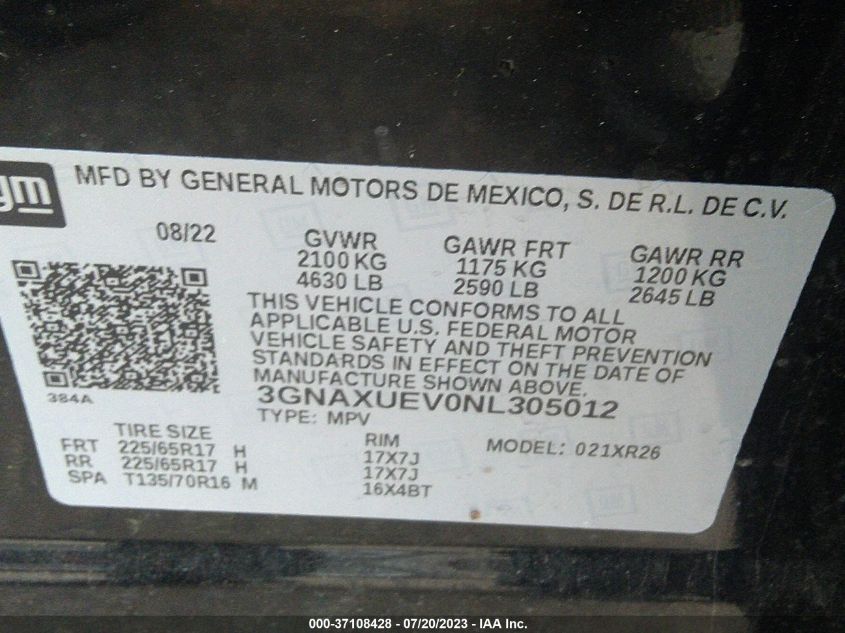 gm
MFD BY GENERAL MOTORS DE MEXICO, S. DE R.L. DE C.V.
08/22
GVWR
2100 KG
4630 LB
GAWR FRT
1175 KG
2590 LB
GAWR RR
1200 KG
2645 LB
THIS VEHICLE CONFORMS TO ALL
APPLICABLE U.S. FEDERAL MOTOR
VEHICLE SAFETY AND THEFT PREVENTION
STANDARDS IN EFFECT ON THE DATE OF
MANUFACTURE SHOWN ABOVE.
384A
3GNAXUEV0NL305012
TYPE: MPV
MODEL: 021XR26
TIRE SIZE RIM
FRT 225/65R17 H 17X7J
RR 225/65R17 H 17X7J
SPA T135/70R16 M 16X4BT
000-37108428 - 07/20/2023 - IAA Inc.